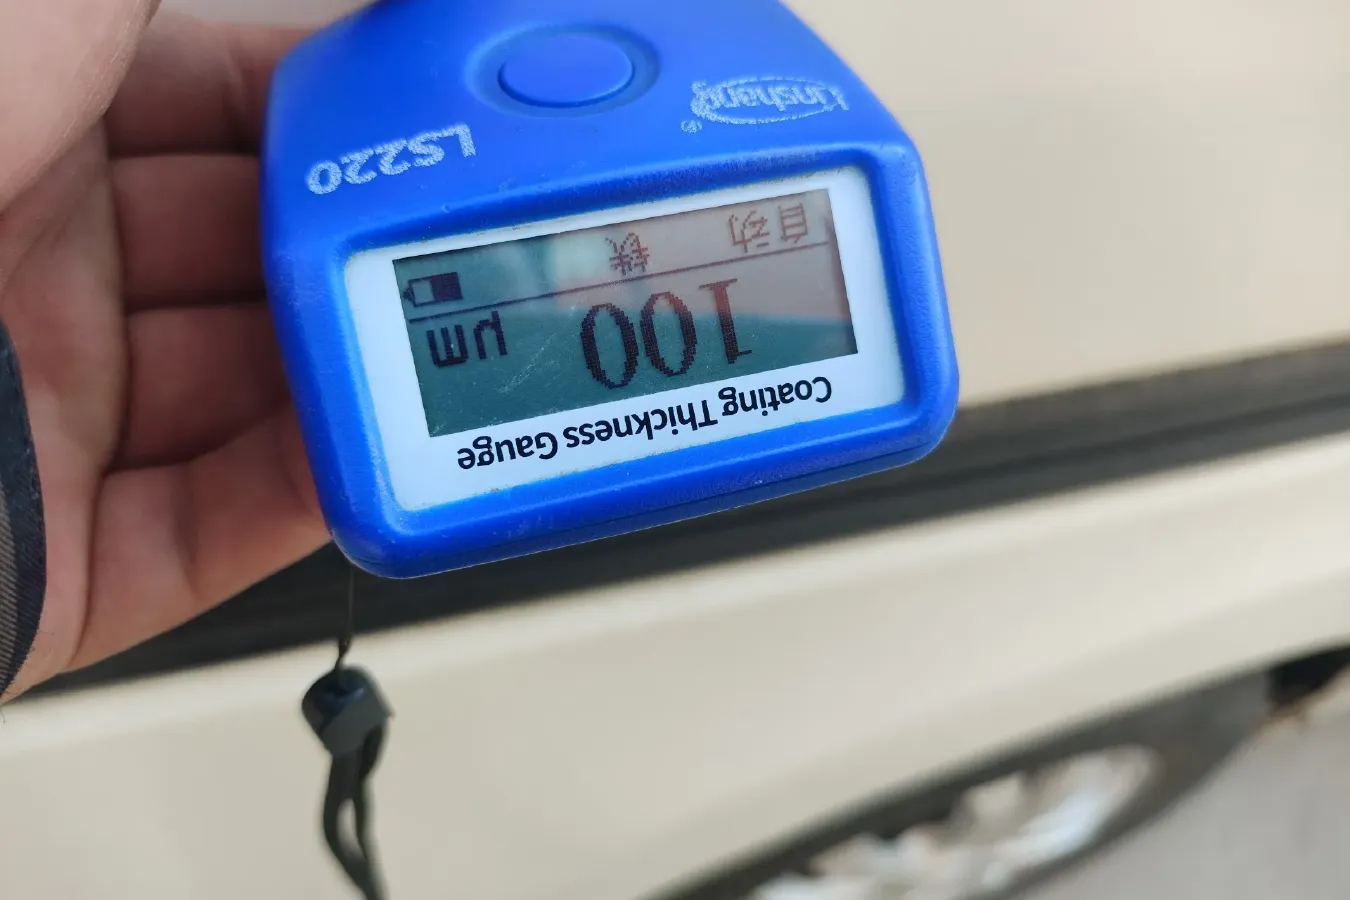 Coating Thickness Gauge
100 μm
自动 铁
Linshang® LS220